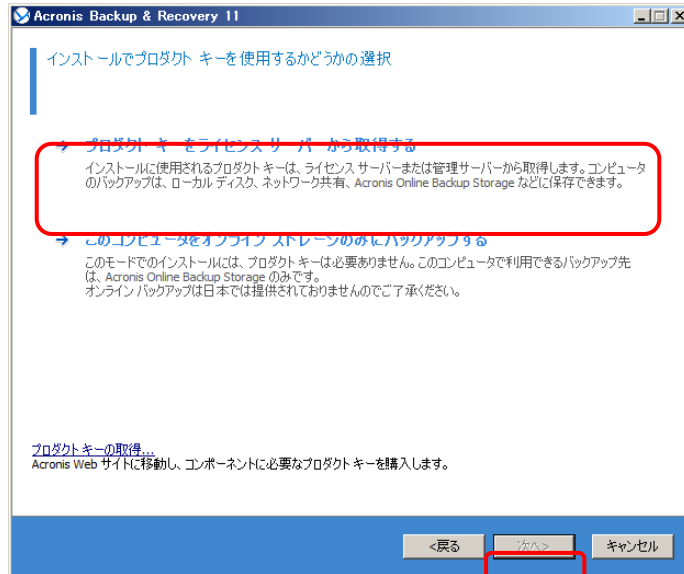 Acronis Backup & Recovery 11
インストールでプロダクト キーを使用するかどうかの選択
→ プロダクト キーをライセンス サーバーから取得する
インストールに使用されるプロダクト キーは、ライセンス サーバーまたは管理サーバーから取得します。コンピュータ
のバックアップは、ローカル ディスク、ネットワーク共有、Acronis Online Backup Storage などに保存できます。
→ このコンピュータをオンライン ストレージのみにバックアップする
このモードでのインストールには、プロダクト キーは必要ありません。このコンピュータで利用できるバックアップ先
は、Acronis Online Backup Storage のみです。
オンライン バックアップは日本では提供されておりませんのでご了承ください。
プロダクト キーの取得...
Acronis Web サイトに移動し、コンポーネントに必要なプロダクト キーを購入します。
<戻る 次へ> キャンセル